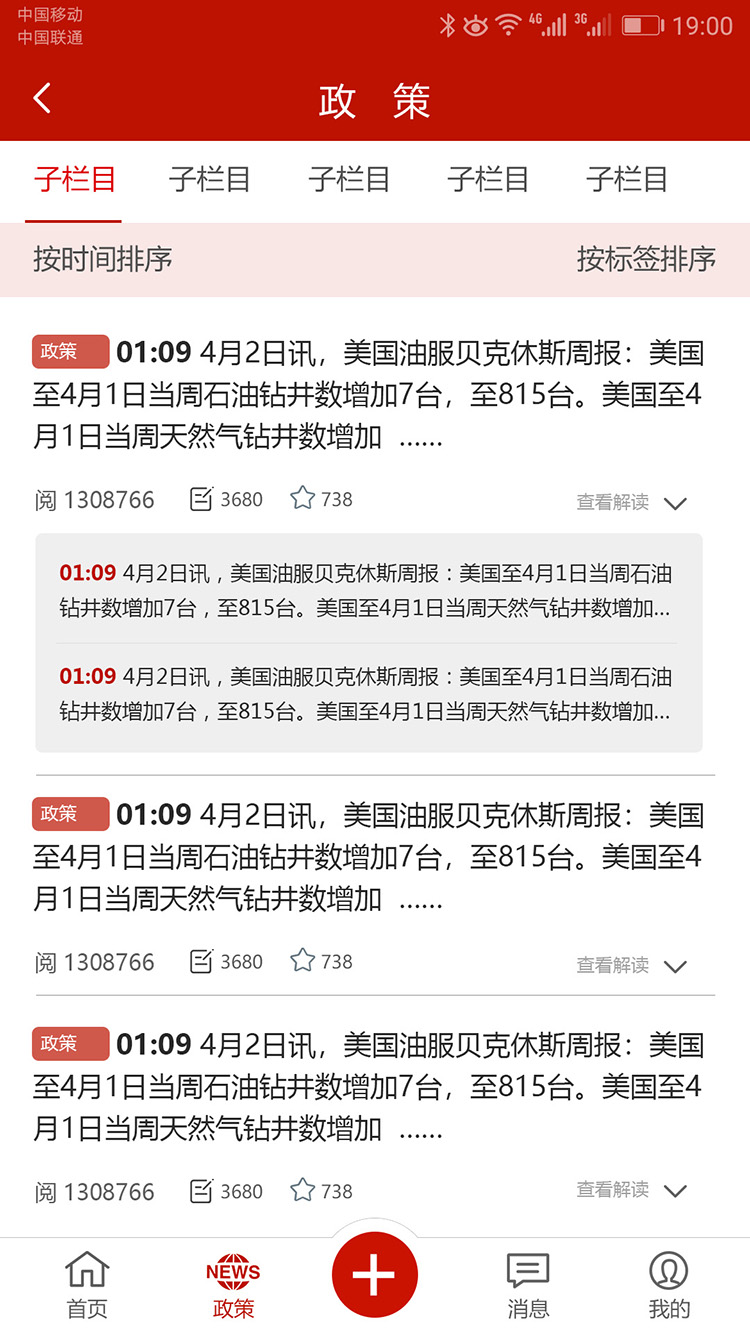 中国移动
中国联通
4G 3G 19:00
政 策
子栏目 子栏目 子栏目 子栏目 子栏目
按时间排序 按标签排序
政策 01:09 4月2日讯，美国油服贝克休斯周报：美国
至4月1日当周石油钻井数增加7台，至815台。美国至4
月1日当周天然气钻井数增加 ......
阅 1308766 3680 738 查看解读
01:09 4月2日讯，美国油服贝克休斯周报：美国至4月1日当周石油
钻井数增加7台，至815台。美国至4月1日当周天然气钻井数增加...
01:09 4月2日讯，美国油服贝克休斯周报：美国至4月1日当周石油
钻井数增加7台，至815台。美国至4月1日当周天然气钻井数增加...
政策 01:09 4月2日讯，美国油服贝克休斯周报：美国
至4月1日当周石油钻井数增加7台，至815台。美国至4
月1日当周天然气钻井数增加 ......
阅 1308766 3680 738 查看解读
政策 01:09 4月2日讯，美国油服贝克休斯周报：美国
至4月1日当周石油钻井数增加7台，至815台。美国至4
月1日当周天然气钻井数增加 ......
阅 1308766 3680 738 查看解读
NEWS
首页 政策 消息 我的